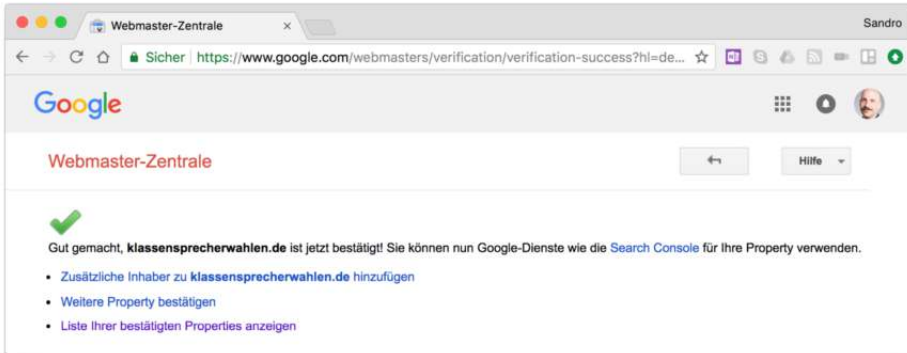 Webmaster-Zentrale
Sandro
Sicher https://www.google.com/webmasters/verification/verification-success?hl=de...
Google
Webmaster-Zentrale
Hilfe
Gut gemacht, klassensprecherwahlen.de ist jetzt bestätigt! Sie können nun Google-Dienste wie die Search Console für Ihre Property verwenden.
• Zusätzliche Inhaber zu klassensprecherwahlen.de hinzufügen
• Weitere Property bestätigen
• Liste Ihrer bestätigten Properties anzeigen